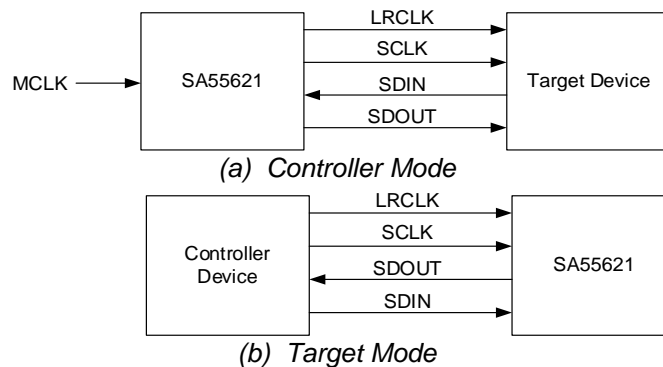 LRCLK
SCLK
MCLK
SA55621
SDIN
Target Device
SDOUT
(a) Controller Mode
LRCLK
SCLK
Controller
Device
SDOUT
SA55621
SDIN
(b) Target Mode